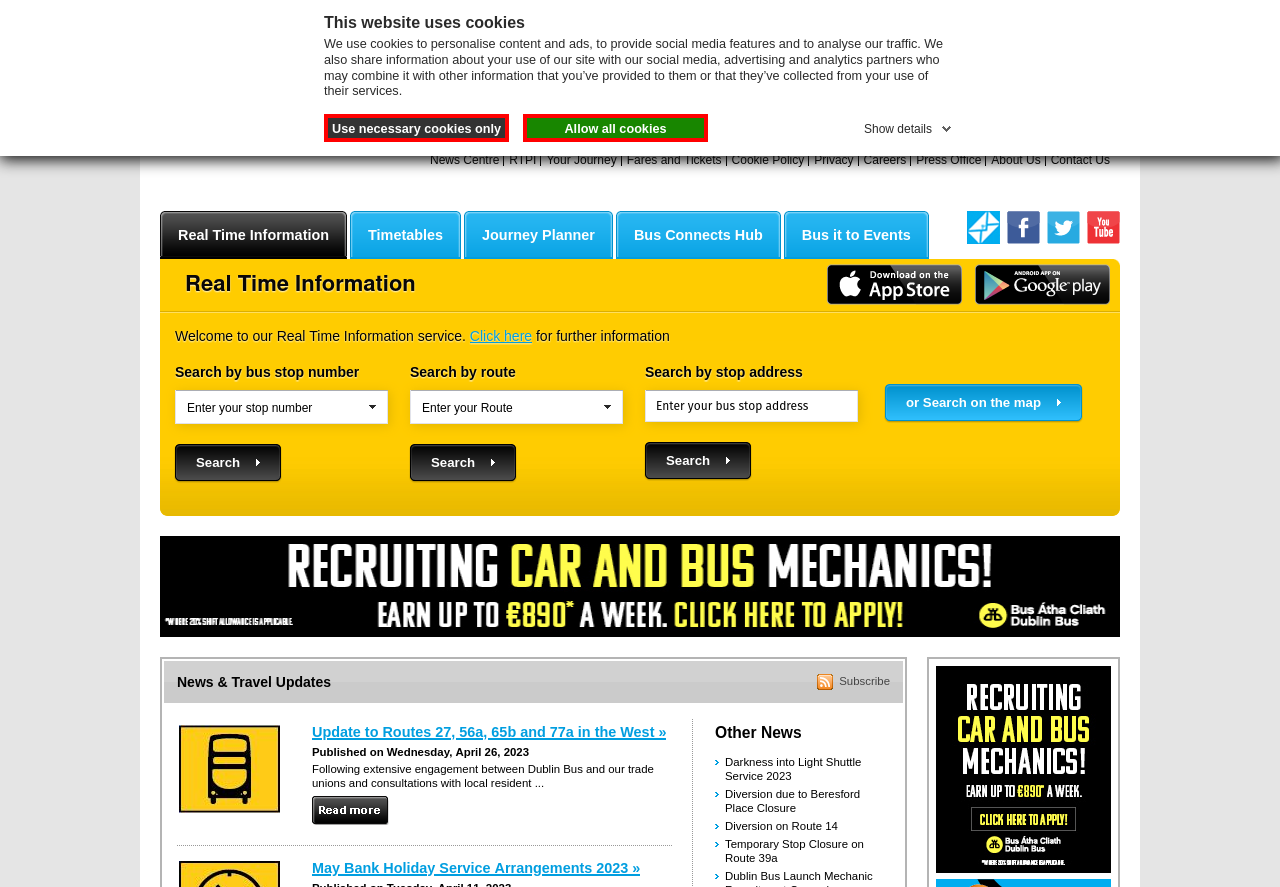 This website uses cookies
We use cookies to personalise content and ads, to provide social media features and to analyse our traffic. We
also share information about your use of our site with our social media, advertising and analytics partners who
may combine it with other information that you've provided to them or that they've collected from your use of
their services.
Use necessary cookies only
Allow all cookies
Show details
News Centre | RTPI | Your Journey | Fares and Tickets | Cookie Policy | Privacy | Careers | Press Office | About Us | Contact Us
Real Time Information
Timetables
Journey Planner
Bus Connects Hub
Bus it to Events
You Tube
Real Time Information
Download on the
App Store
ANDROID APP ON
Google play
Welcome to our Real Time Information service. Click here for further information
Search by bus stop number
Search by route
Search by stop address
Enter your stop number
Enter your Route
Enter your bus stop address
or Search on the map
Search
Search
Search
RECRUITING CAR AND BUS MECHANICS!
EARN UP TO €890* A WEEK. CLICK HERE TO APPLY!
*WHERE 20% SHIFT ALLOWANCE IS APPLICABLE.
Bus Átha Cliath
Dublin Bus
News & Travel Updates
Subscribe
Update to Routes 27, 56a, 65b and 77a in the West »
Published on Wednesday, April 26, 2023
Following extensive engagement between Dublin Bus and our trade
unions and consultations with local resident ...
Read more
May Bank Holiday Service Arrangements 2023 »
Published on Tuesday, April 11, 2023
Other News
Darkness into Light Shuttle
Service 2023
Diversion due to Beresford
Place Closure
Diversion on Route 14
Temporary Stop Closure on
Route 39a
Dublin Bus Launch Mechanic
RECRUITING
CAR AND BUS
MECHANICS!
EARN UP TO €890* A WEEK.
CLICK HERE TO APPLY!
Bus Átha Cliath
Dublin Bus
*WHERE 20% SHIFT ALLOWANCE IS APPLICABLE.